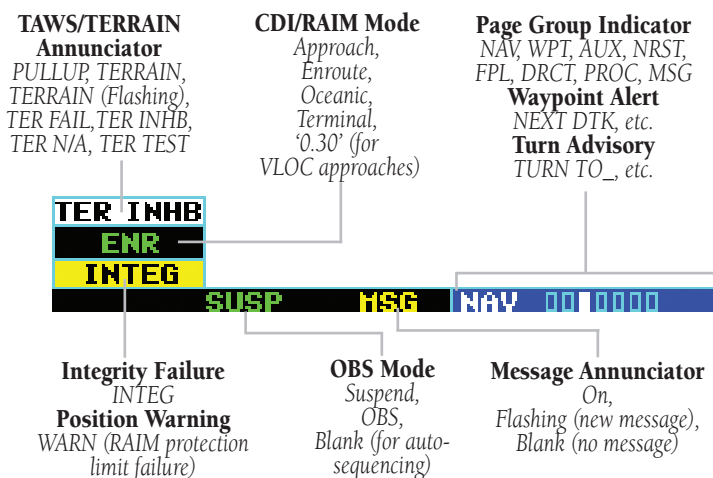 TAWS/TERRAIN
Annunciator
PULLUP, TERRAIN,
TERRAIN (Flashing),
TER FAIL,TER INHB,
TER N/A, TER TEST
CDI/RAIM Mode
Approach,
Enroute,
Oceanic,
Terminal,
‘0.30’ (for
VLOC approaches)
Page Group Indicator
NAV, WPT, AUX, NRST,
FPL, DRCT, PROC, MSG
Waypoint Alert
NEXT DTK, etc.
Turn Advisory
TURN TO_, etc.
TER INHB
ENR
INTEG
SUSP MSG NAV
Integrity Failure
INTEG
Position Warning
WARN (RAIM protection
limit failure)
OBS Mode
Suspend,
OBS,
Blank (for auto-
sequencing)
Message Annunciator
On,
Flashing (new message),
Blank (no message)